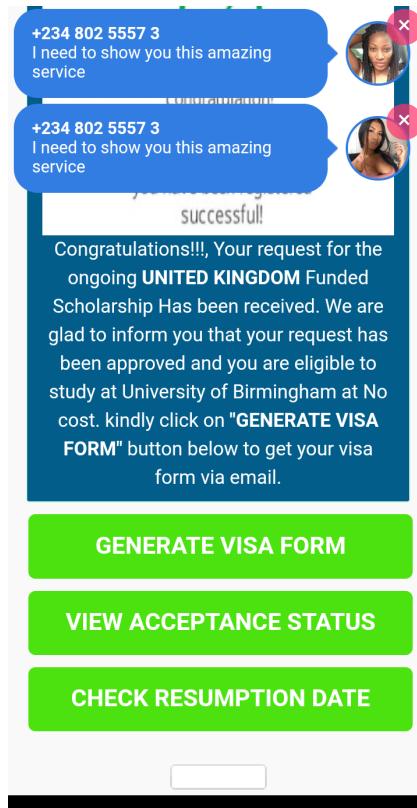 +234 802 5557 3
I need to show you this amazing
service
+234 802 5557 3
I need to show you this amazing
service
successful!
Congratulations!!!, Your request for the
ongoing UNITED KINGDOM Funded
Scholarship Has been received. We are
glad to inform you that your request has
been approved and you are eligible to
study at University of Birmingham at No
cost. kindly click on "GENERATE VISA
FORM" button below to get your visa
form via email.
GENERATE VISA FORM
VIEW ACCEPTANCE STATUS
CHECK RESUMPTION DATE